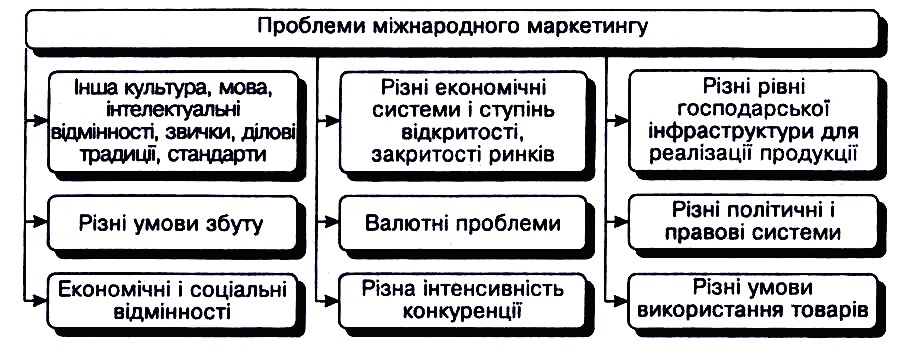 Проблеми міжнародного маркетингу
Інша культура, мова,
інтелектуальні
відмінності, звички, ділові
традиції, стандарти
Різні економічні
системи і ступінь
відкритості,
закритості ринків
Різні рівні
господарської
інфраструктури для
реалізації продукції
Різні умови збуту
Валютні проблеми
Різні політичні і
правові системи
Економічні і соціальні
відмінності
Різна інтенсивність
конкуренції
Різні умови
використання товарів